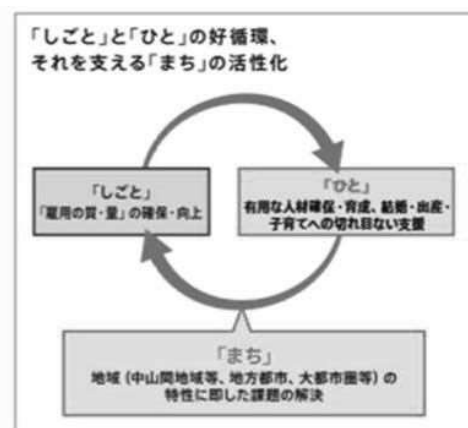 「しごと」と「ひと」の好循環、
それを支える「まち」の活性化
「しごと」
「雇用の質・量」の確保・向上
「ひと」
有用な人材確保・育成、結婚・出産・
子育てへの切れ目ない支援
「まち」
地域(中山間地域等、地方都市、大都市圏等)の
特性に即した課題の解決